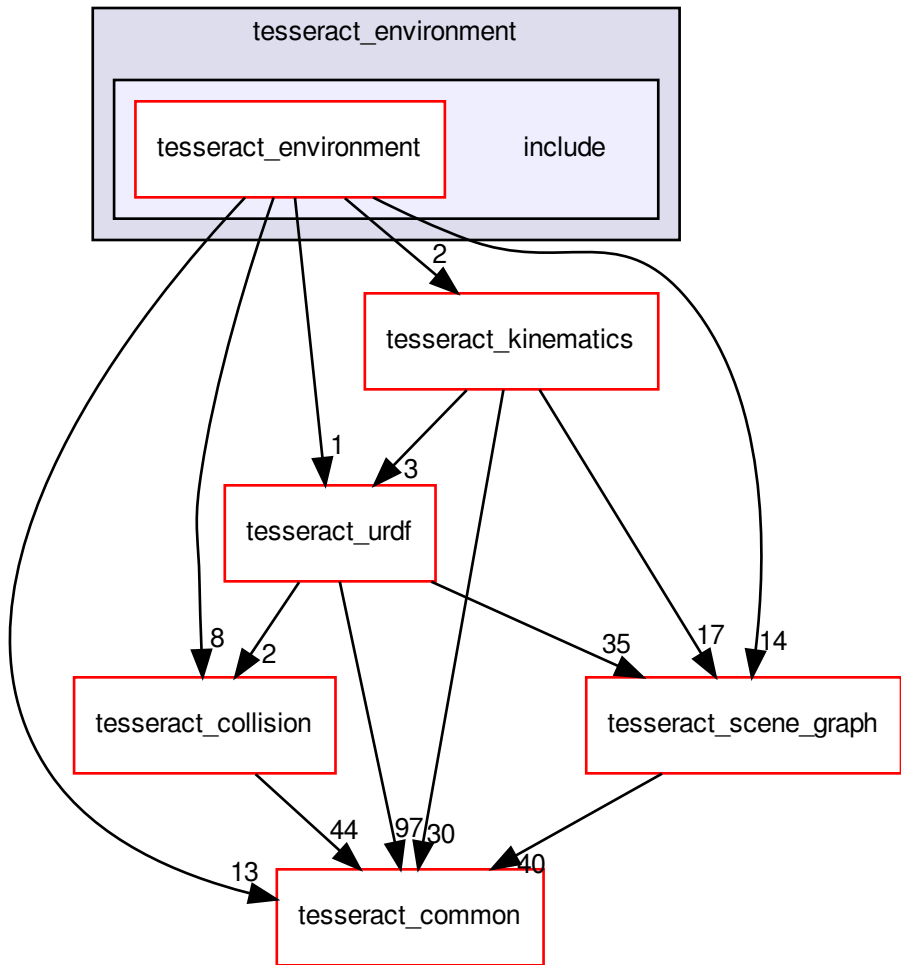 tesseract_environment
tesseract_environment include
2
tesseract_kinematics
1
3
tesseract_urdf
8
2
35
17
14
tesseract_collision
tesseract_scene_graph
44
97
30
40
13
tesseract_common